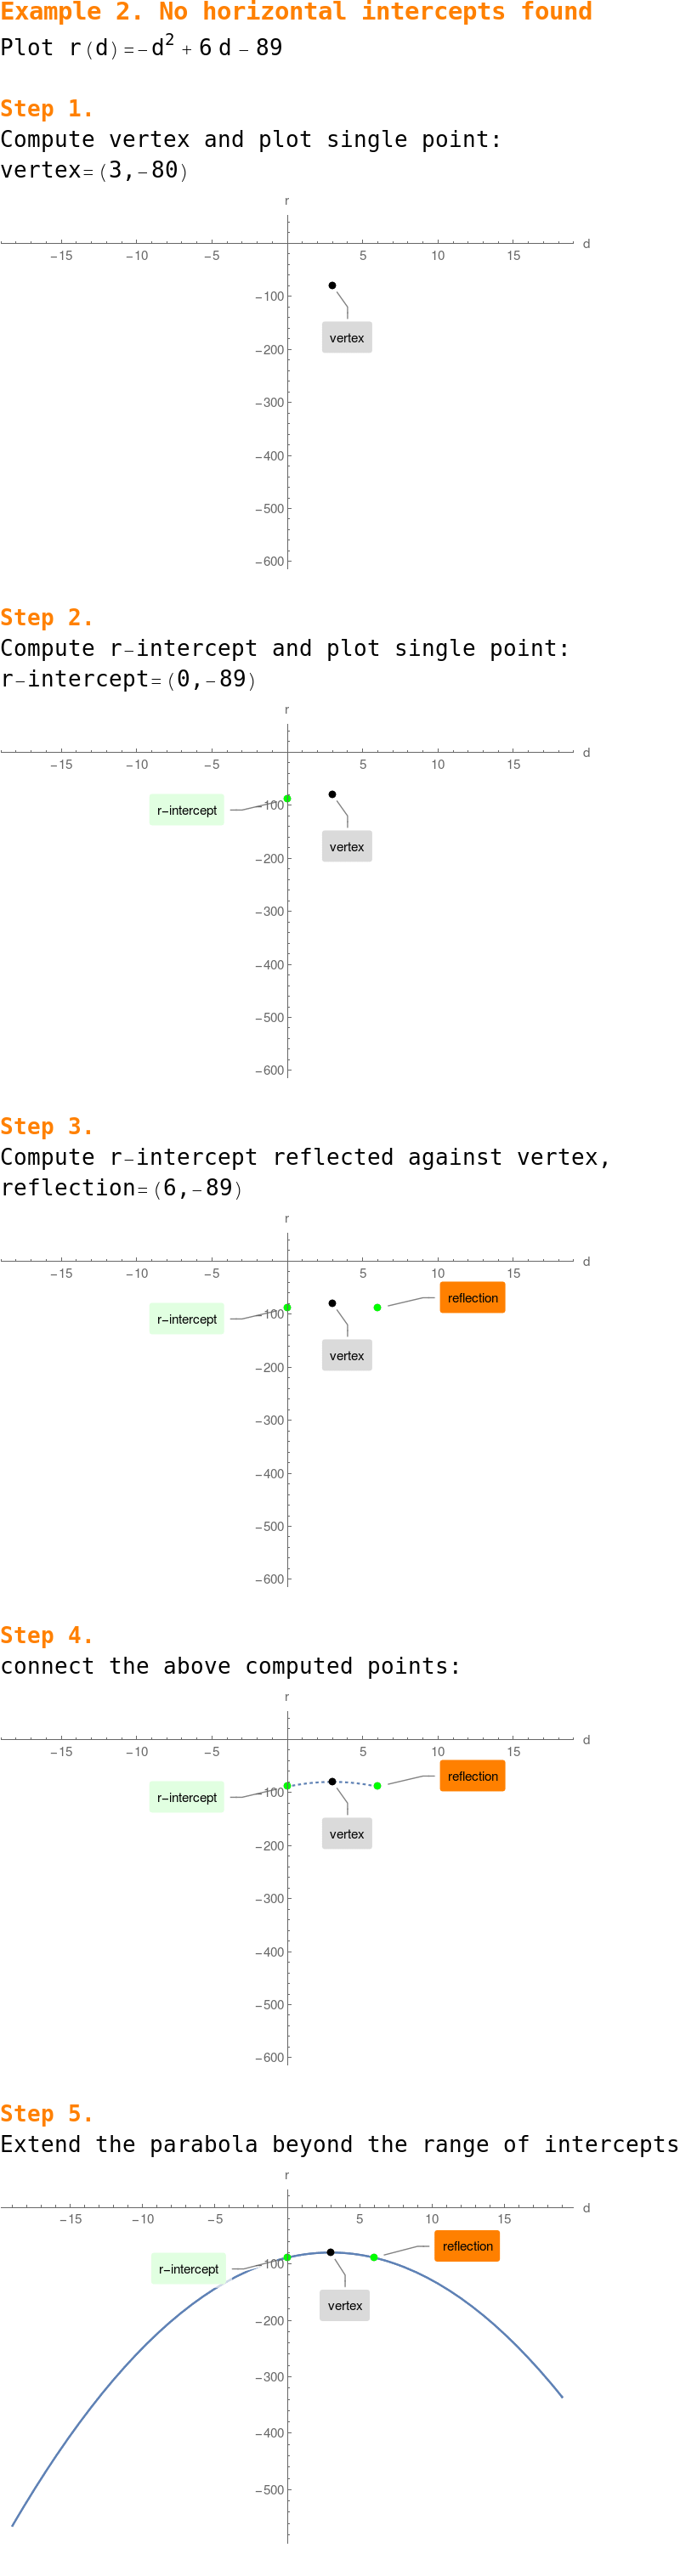 Example 2. No horizontal intercepts found
Plot r(d)=-d² + 6 d - 89
Step 1.
Compute vertex and plot single point:
vertex=(3,-80)
r
d
-15 -10 -5 5 10 15
-100
vertex
-200
-300
-400
-500
-600
Step 2.
Compute r-intercept and plot single point:
r-intercept=(0,-89)
r
d
-15 -10 -5 5 10 15
r-intercept
-100
vertex
-200
-300
-400
-500
-600
Step 3.
Compute r-intercept reflected against vertex,
reflection=(6,-89)
r
d
-15 -10 -5 5 10 15
reflection
r-intercept
-100
vertex
-200
-300
-400
-500
-600
Step 4.
connect the above computed points:
r
d
-15 -10 -5 5 10 15
reflection
r-intercept
-100
vertex
-200
-300
-400
-500
-600
Step 5.
Extend the parabola beyond the range of intercepts
r
d
-15 -10 -5 5 10 15
reflection
r-intercept
-100
vertex
-200
-300
-400
-500